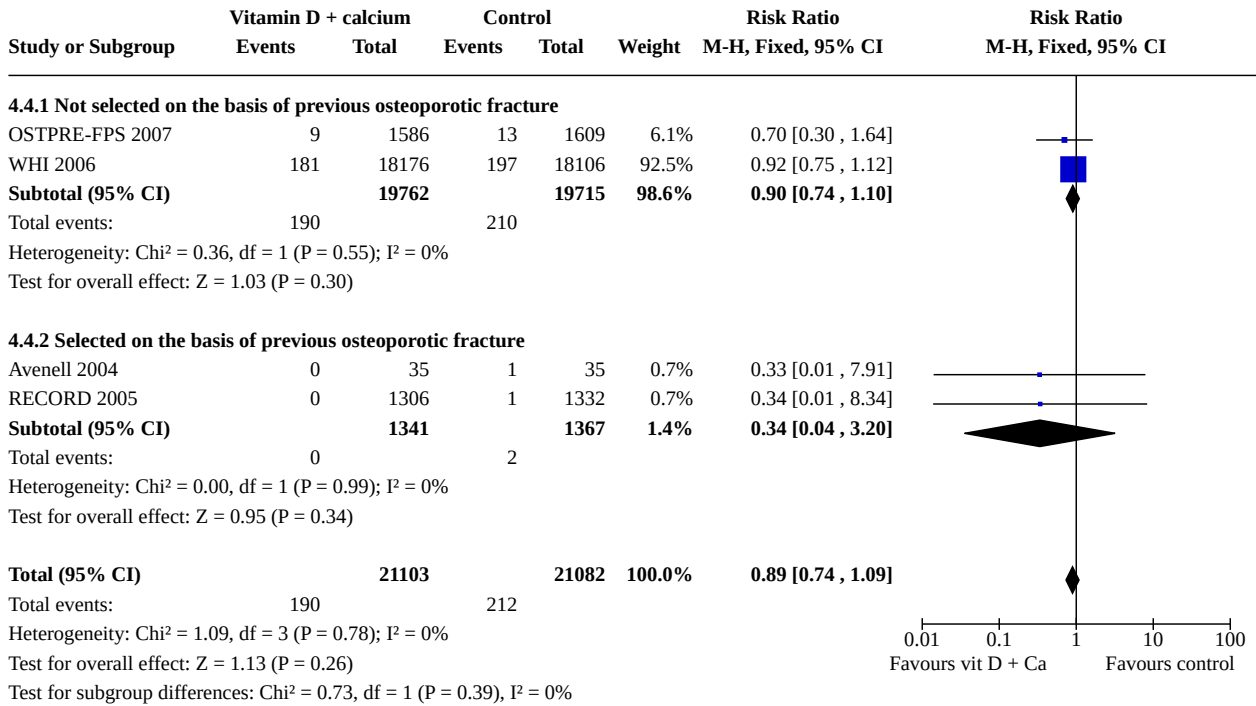 Vitamin D + calcium Control Risk Ratio Risk Ratio
Study or Subgroup Events Total Events Total Weight M-H, Fixed, 95% CI M-H, Fixed, 95% CI
4.4.1 Not selected on the basis of previous osteoporotic fracture
OSTPRE-FPS 2007 9 1586 13 1609 6.1% 0.70 [0.30 , 1.64]
WHI 2006 181 18176 197 18106 92.5% 0.92 [0.75 , 1.12]
Subtotal (95% CI) 19762 19715 98.6% 0.90 [0.74 , 1.10]
Total events: 190 210
Heterogeneity: Chi² = 0.36, df = 1 (P = 0.55); I² = 0%
Test for overall effect: Z = 1.03 (P = 0.30)
4.4.2 Selected on the basis of previous osteoporotic fracture
Avenell 2004 0 35 1 35 0.7% 0.33 [0.01 , 7.91]
RECORD 2005 0 1306 1 1332 0.7% 0.34 [0.01 , 8.34]
Subtotal (95% CI) 1341 1367 1.4% 0.34 [0.04 , 3.20]
Total events: 0 2
Heterogeneity: Chi² = 0.00, df = 1 (P = 0.99); I² = 0%
Test for overall effect: Z = 0.95 (P = 0.34)
Total (95% CI) 21103 21082 100.0% 0.89 [0.74 , 1.09]
Total events: 190 212
Heterogeneity: Chi² = 1.09, df = 3 (P = 0.78); I² = 0%
0.01 0.1 1 10 100
Test for overall effect: Z = 1.13 (P = 0.26)
Favours vit D + Ca Favours control
Test for subgroup differences: Chi² = 0.73, df = 1 (P = 0.39), I² = 0%